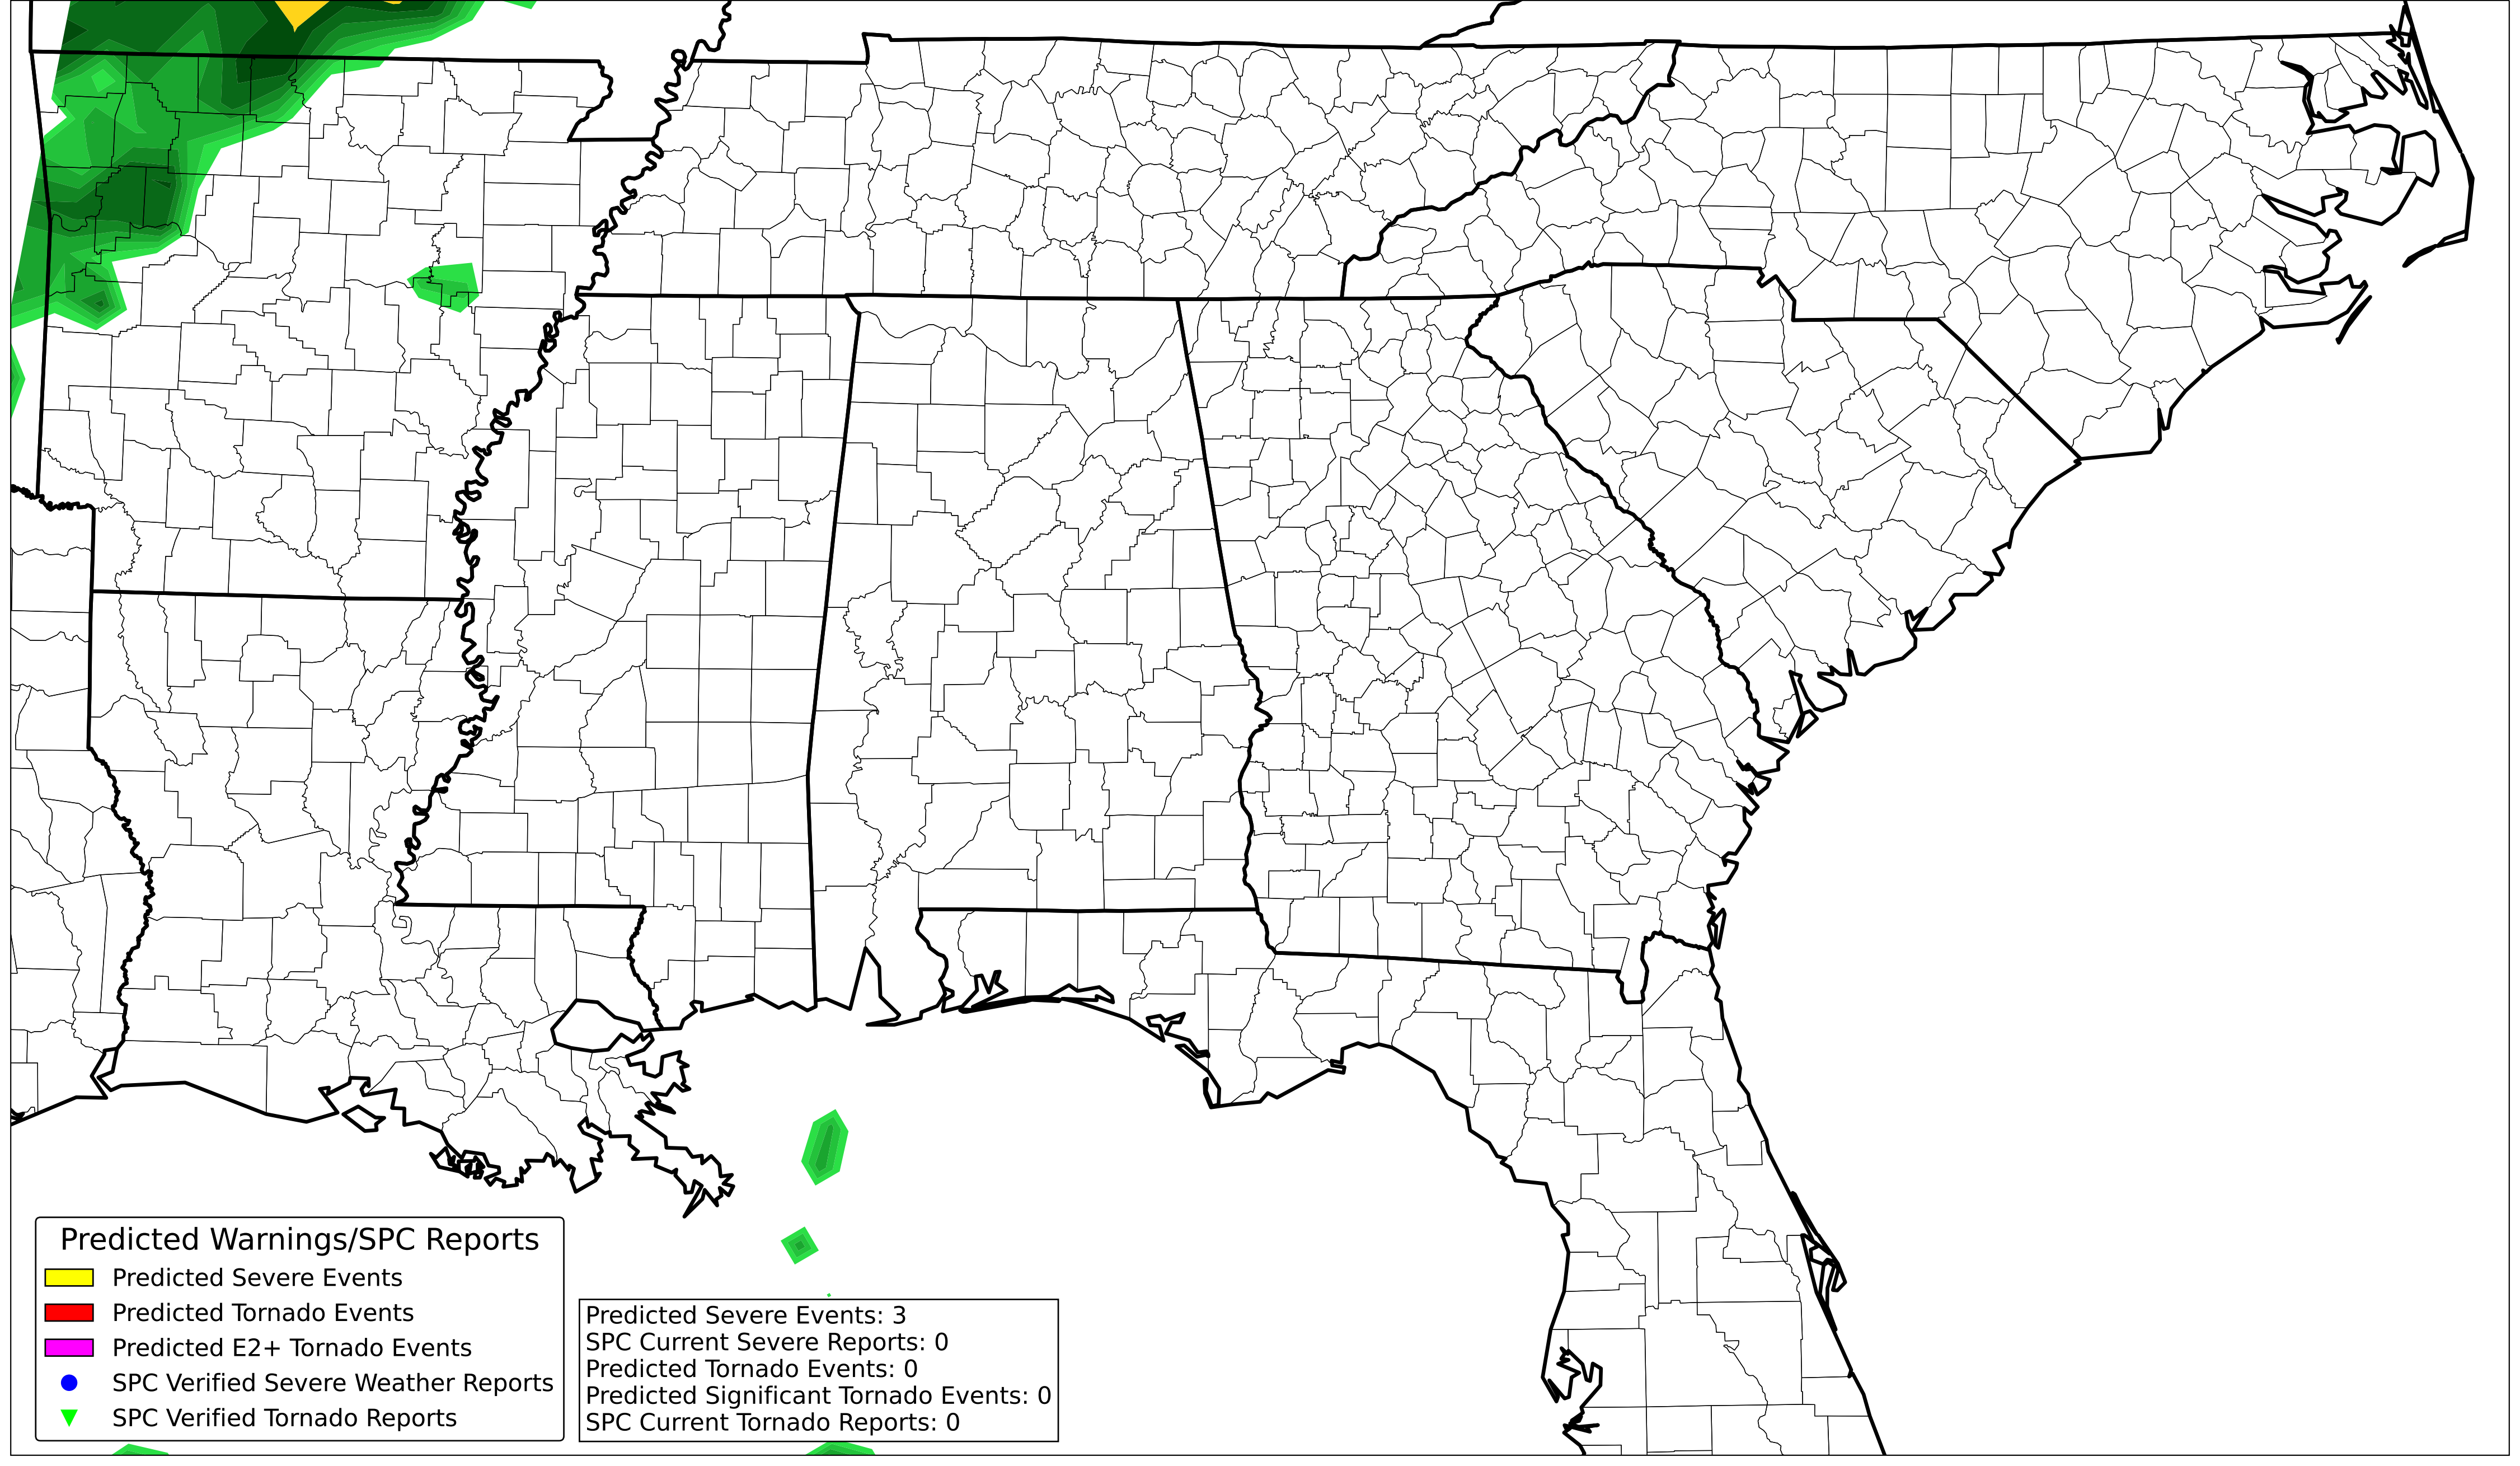 Predicted Warnings/SPC Reports
Predicted Severe Events
Predicted Tornado Events
Predicted E2+ Tornado Events
SPC Verified Severe Weather Reports
SPC Verified Tornado Reports
Predicted Severe Events: 3
SPC Current Severe Reports: 0
Predicted Tornado Events: 0
Predicted Significant Tornado Events: 0
SPC Current Tornado Reports: 0